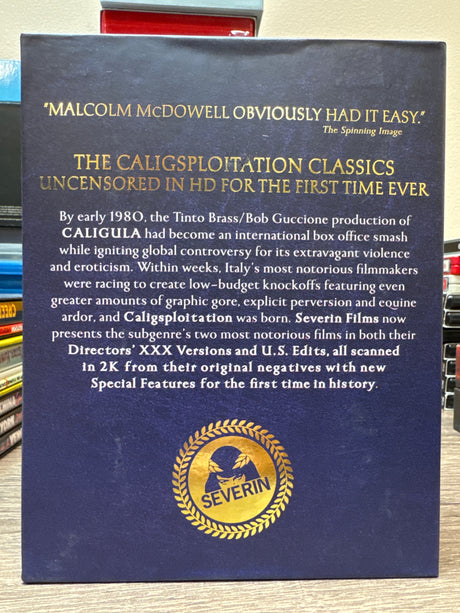 "MALCOLM McDOWELL OBVIOUSLY HAD IT EASY."
The Spinning Image
THE CALIGSPLOITATION CLASSICS
UNCENSORED IN HD FOR THE FIRST TIME EVER
By early 1980, the Tinto Brass/Bob Guccione production of
CALIGULA had become an international box office smash
while igniting global controversy for its extravagant violence
and eroticism. Within weeks, Italy's most notorious filmmakers
were racing to create low-budget knockoffs featuring even
greater amounts of graphic gore, explicit perversion and equine
ardor, and Caligsploitation was born. Severin Films now
presents the subgenre's two most notorious films in both their
Directors' XXX Versions and U.S. Edits, all scanned
in 2K from their original negatives with new
Special Features for the first time in history.
SEVERIN